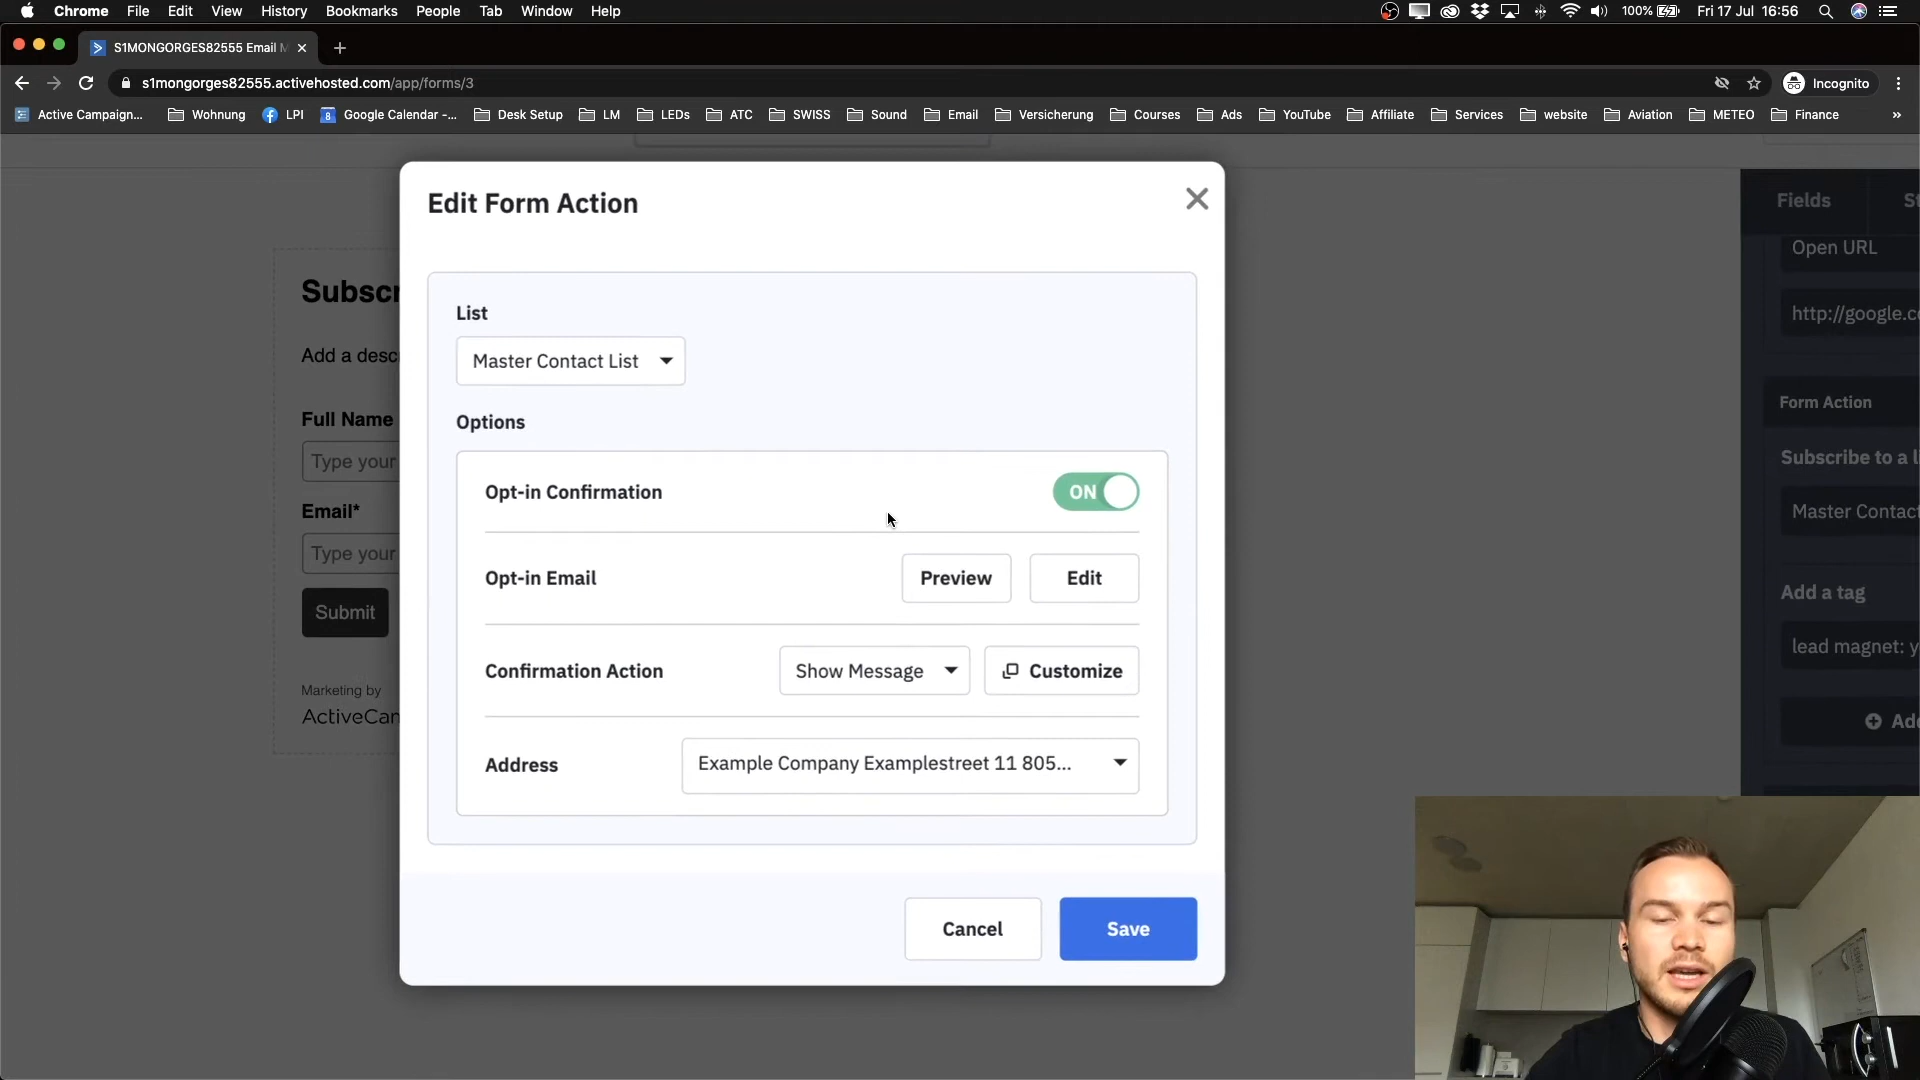 Chrome File Edit View History Bookmarks People Tab Window Help 100% Fri 17 Jul 16:56
S1MONGORGES82555 Email M
s1mongorges82555.activehosted.com/app/forms/3 Incognito
Active Campaign... Wohnung LPI Google Calendar -... Desk Setup LM LEDs ATC SWISS Sound Email Versicherung Courses Ads YouTube Affiliate Services website Aviation METEO Finance »
Edit Form Action
List
Master Contact List
Options
Opt-in Confirmation ON
Opt-in Email Preview Edit
Confirmation Action Show Message Customize
Address Example Company Examplestreet 11 805...
Cancel Save
Subscr
Add a desc
Full Name
Type your
Email*
Type your
Submit
Marketing by
ActiveCan
Fields St
Open URL
http://google.co
Form Action
Subscribe to a li
Master Contact
Add a tag
lead magnet: y
Add